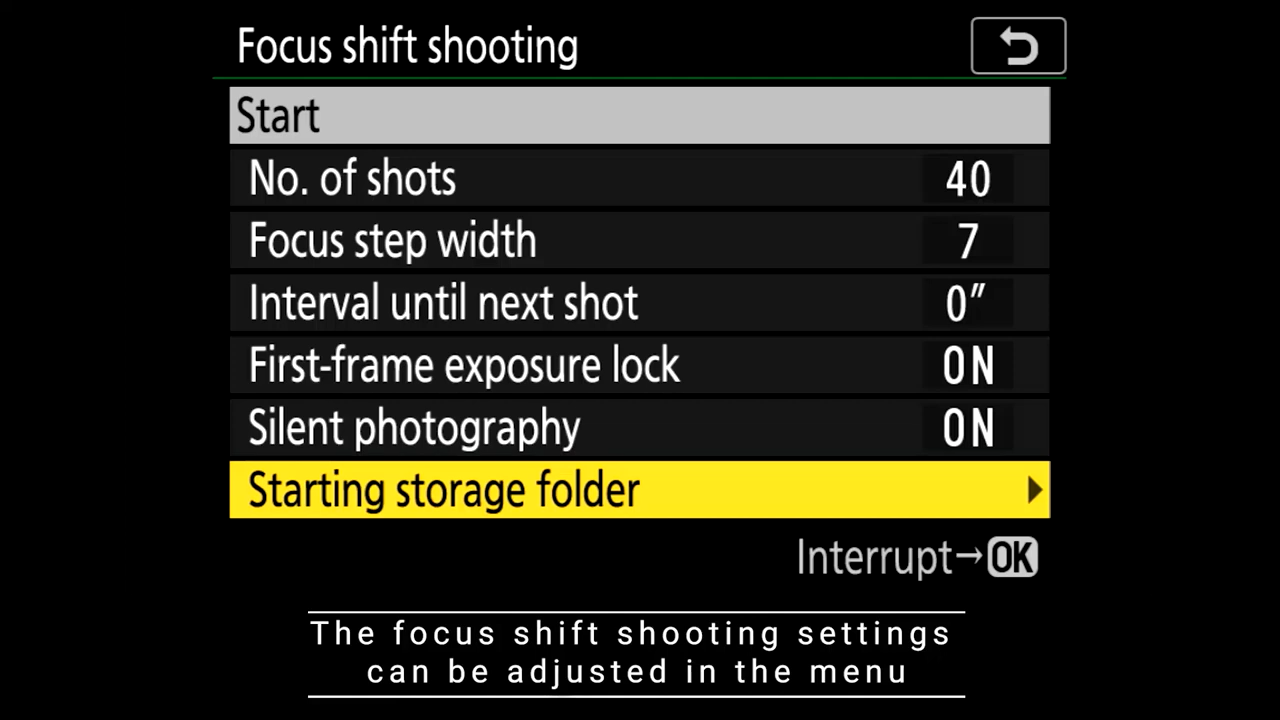 Focus shift shooting
Start
No. of shots 40
Focus step width 7
Interval until next shot 0″
First-frame exposure lock ON
Silent photography ON
Starting storage folder
Interrupt→OK
The focus shift shooting settings
can be adjusted in the menu